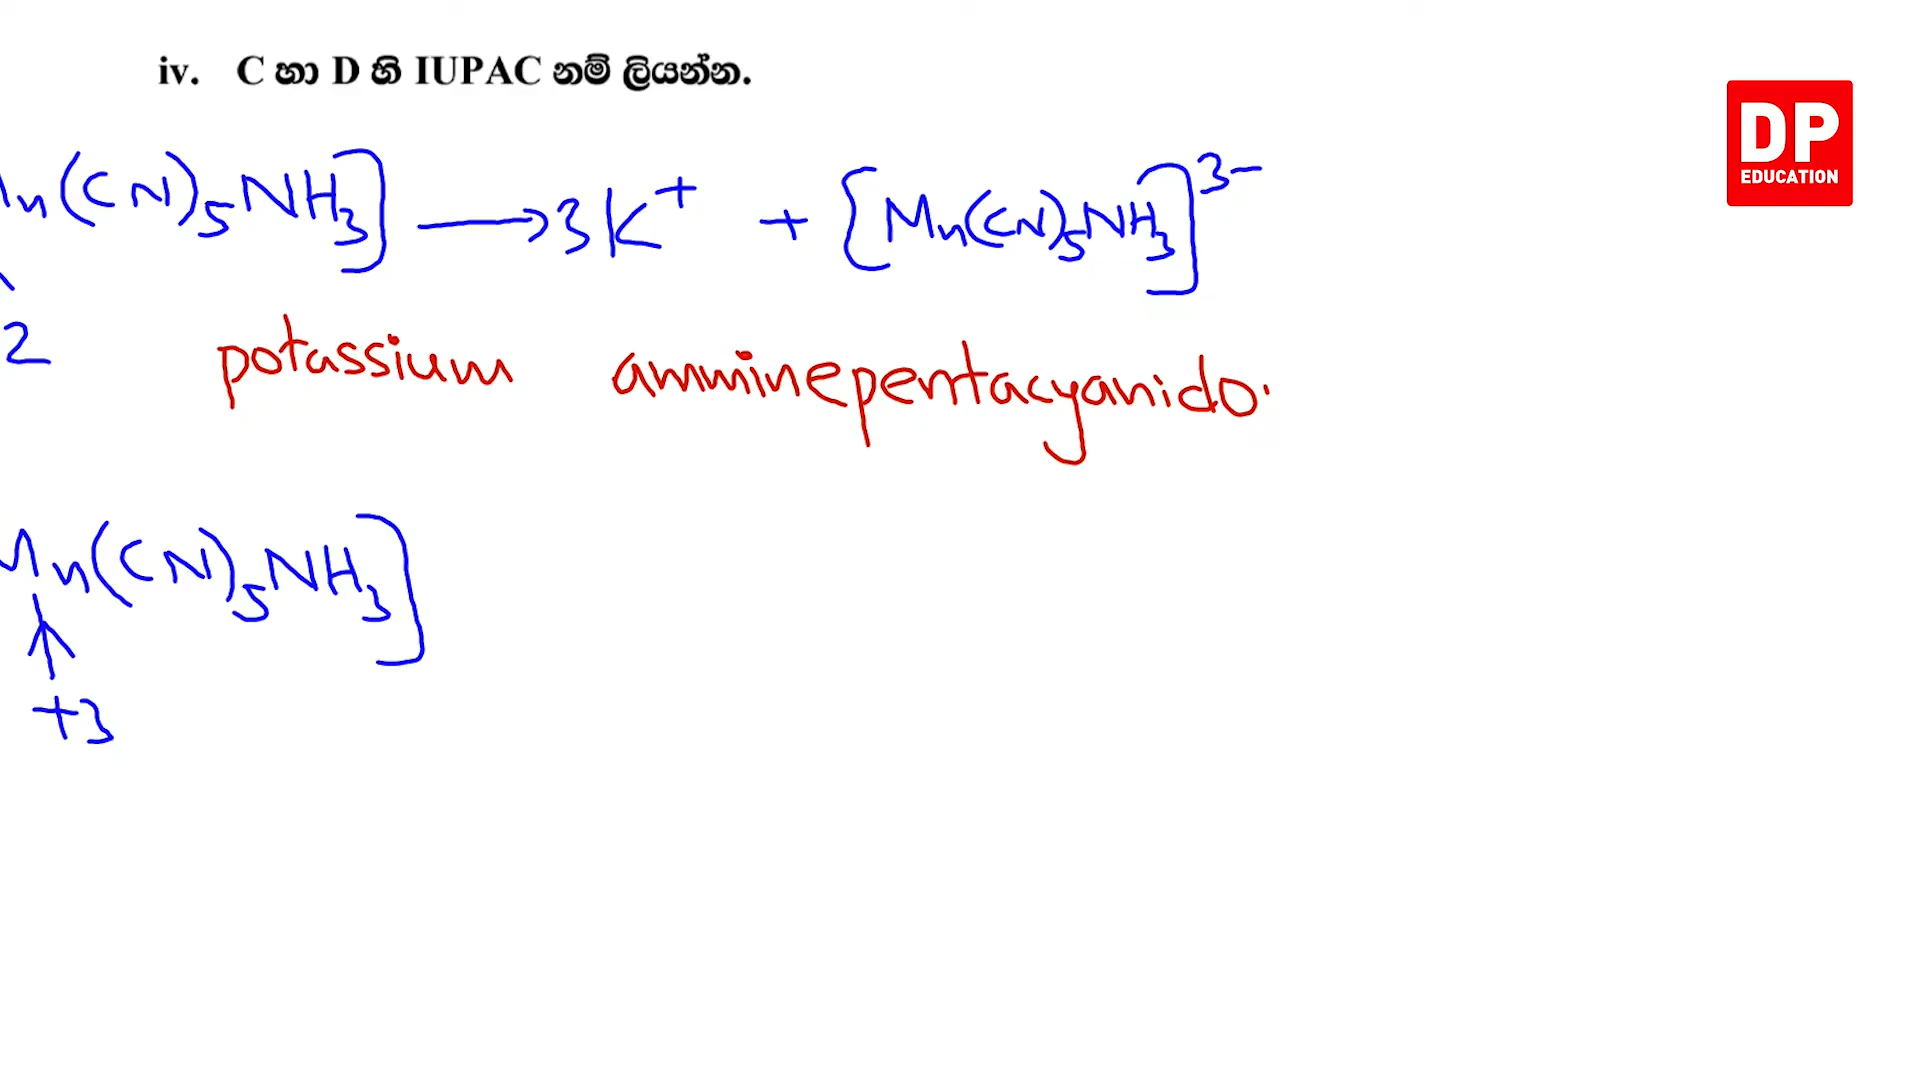 iv. C හා D හි IUPAC නම් ලියන්න.
DP
EDUCATION
n(CN)₅NH₃] ⟶ 3K⁺ + [Mn(CN)₅NH₃]³⁻
2
potassium amminepentacyanido
Mn(CN)₅NH₃]
↑
+3